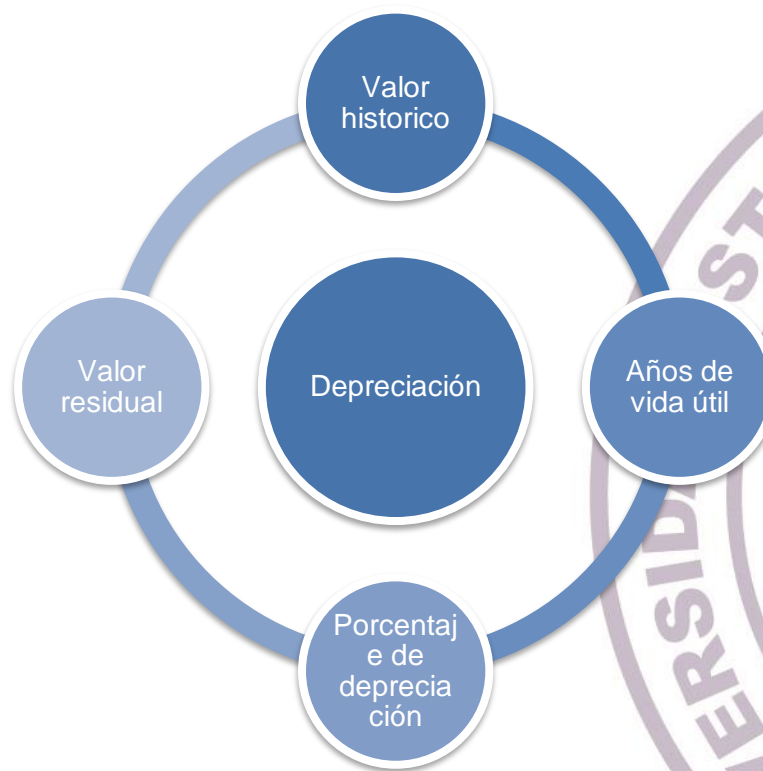 Valor
historico
Valor
residual
Depreciación
Años de
vida útil
Porcentaj
e de
deprecia
ción